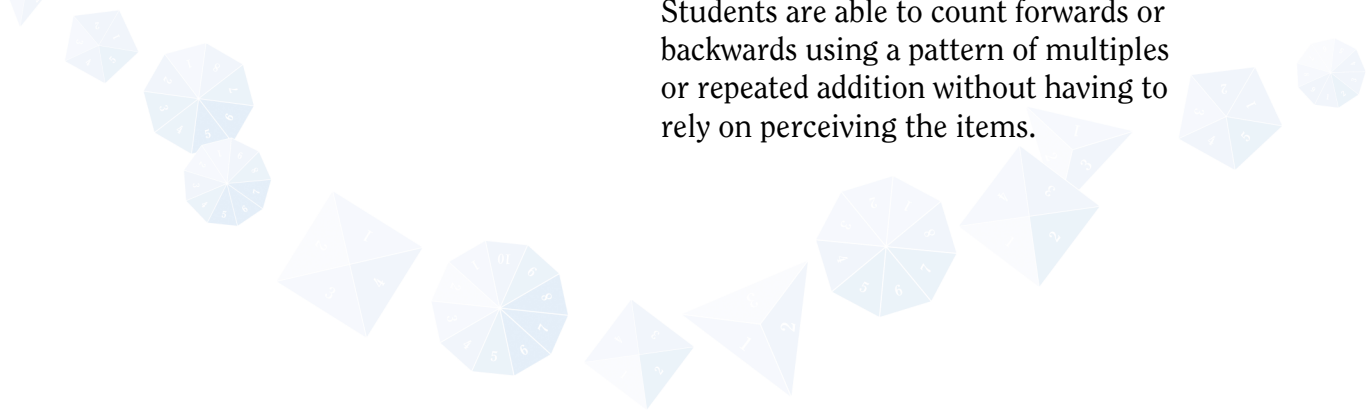 Students are able to count forwards or
backwards using a pattern of multiples
or repeated addition without having to
rely on perceiving the items.